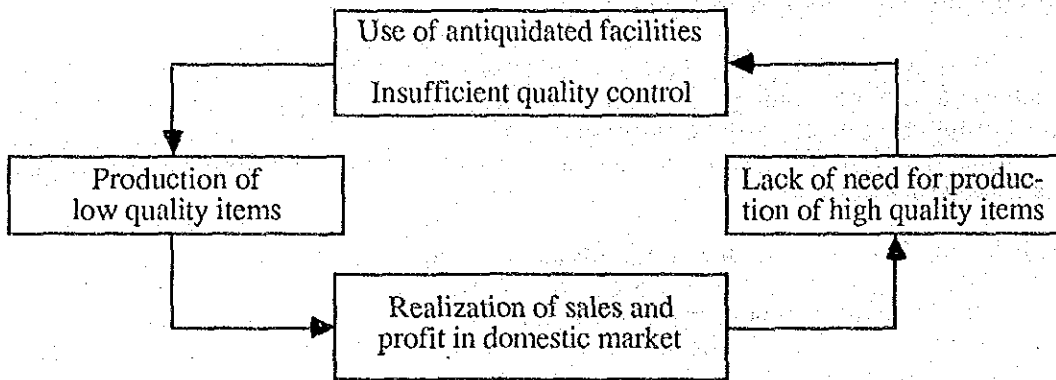 Use of antiquidated facilities
Insufficient quality control
Production of
low quality items
Lack of need for produc-
tion of high quality items
Realization of sales and
profit in domestic market